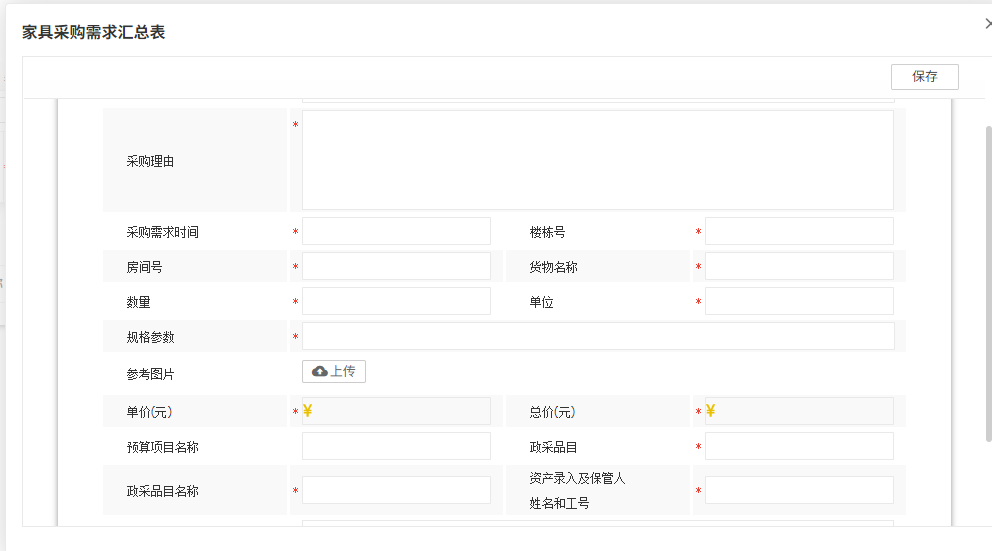 家具采购需求汇总表
保存
采购理由 *
采购需求时间 * 楼栋号 *
房间号 * 货物名称 *
数量 * 单位 *
规格参数 *
参考图片 上传
单价(元) * ¥ 总价(元) * ¥
预算项目名称 政采品目 *
政采品目名称 * 资产录入及保管人 *
姓名和工号